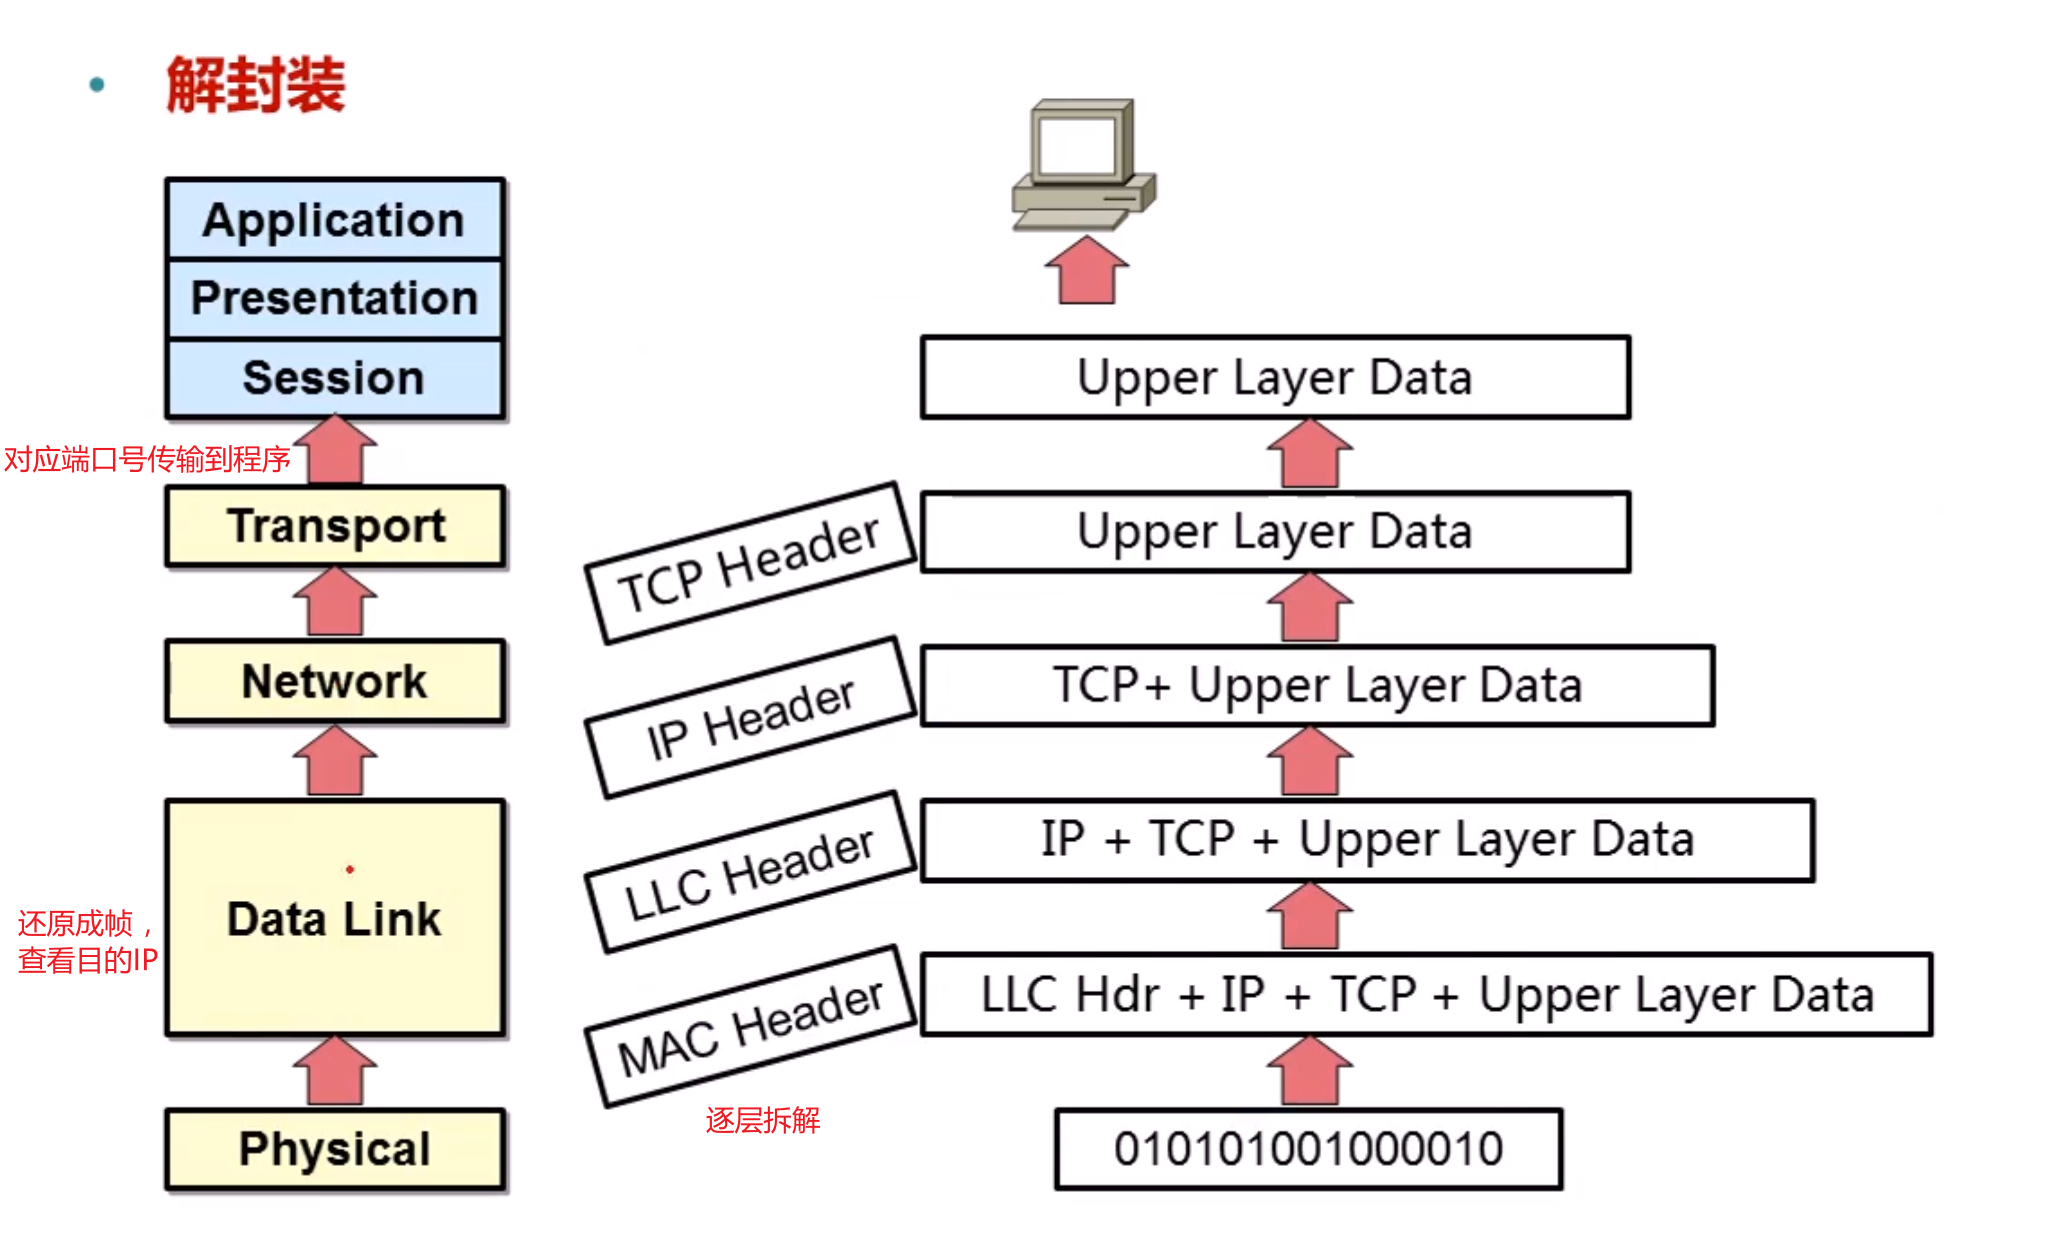 解封装
Application
Presentation
Session
对应端口号传输到程序
Transport
Network
还原成帧，
查看目的IP
Data Link
Physical
Upper Layer Data
TCP Header
Upper Layer Data
IP Header
TCP+ Upper Layer Data
LLC Header
IP + TCP + Upper Layer Data
MAC Header
LLC Hdr + IP + TCP + Upper Layer Data
逐层拆解
010101001000010